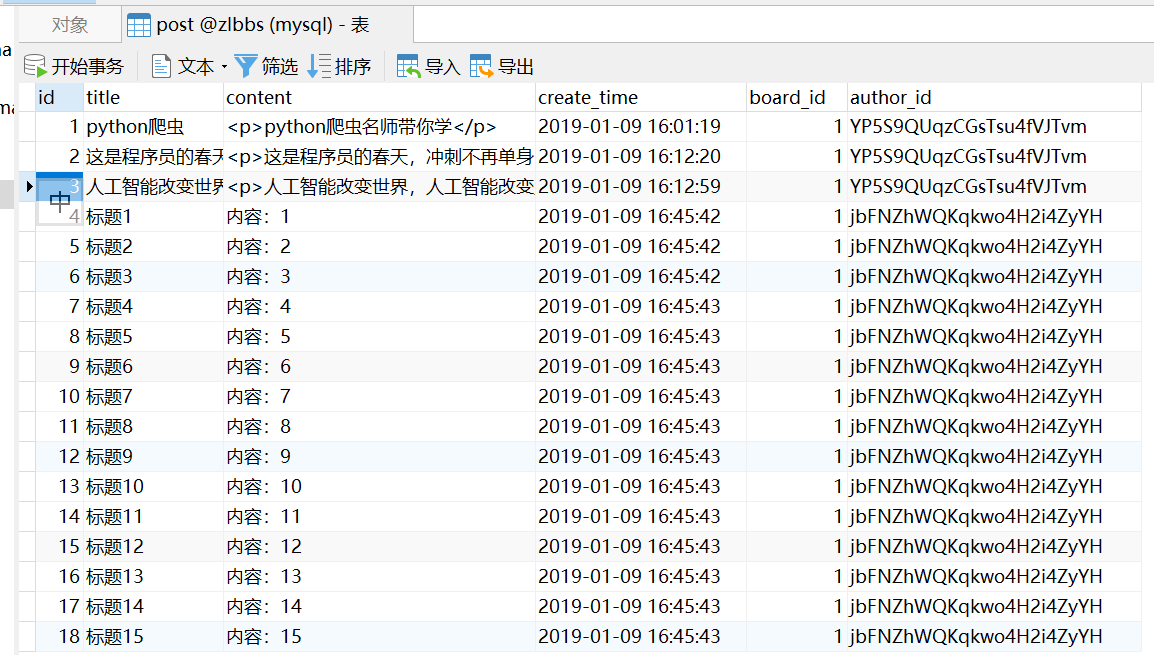 对象 post @zlbbs (mysql) - 表
na
开始事务 文本 筛选 排序 导入 导出
id title content create_time board_id author_id
ma
1 python爬虫 <p>python爬虫名师带你学</p> 2019-01-09 16:01:19 1 YP5S9QUqzCGsTsu4fVJTvm
2 这是程序员的春天 <p>这是程序员的春天，冲刺不再单身 2019-01-09 16:12:20 1 YP5S9QUqzCGsTsu4fVJTvm
3 人工智能改变世界 <p>人工智能改变世界，人工智能改变 2019-01-09 16:12:59 1 YP5S9QUqzCGsTsu4fVJTvm
中
4 标题1 内容：1 2019-01-09 16:45:42 1 jbFNZhWQKqkwo4H2i4ZyYH
5 标题2 内容：2 2019-01-09 16:45:42 1 jbFNZhWQKqkwo4H2i4ZyYH
6 标题3 内容：3 2019-01-09 16:45:42 1 jbFNZhWQKqkwo4H2i4ZyYH
7 标题4 内容：4 2019-01-09 16:45:43 1 jbFNZhWQKqkwo4H2i4ZyYH
8 标题5 内容：5 2019-01-09 16:45:43 1 jbFNZhWQKqkwo4H2i4ZyYH
9 标题6 内容：6 2019-01-09 16:45:43 1 jbFNZhWQKqkwo4H2i4ZyYH
10 标题7 内容：7 2019-01-09 16:45:43 1 jbFNZhWQKqkwo4H2i4ZyYH
11 标题8 内容：8 2019-01-09 16:45:43 1 jbFNZhWQKqkwo4H2i4ZyYH
12 标题9 内容：9 2019-01-09 16:45:43 1 jbFNZhWQKqkwo4H2i4ZyYH
13 标题10 内容：10 2019-01-09 16:45:43 1 jbFNZhWQKqkwo4H2i4ZyYH
14 标题11 内容：11 2019-01-09 16:45:43 1 jbFNZhWQKqkwo4H2i4ZyYH
15 标题12 内容：12 2019-01-09 16:45:43 1 jbFNZhWQKqkwo4H2i4ZyYH
16 标题13 内容：13 2019-01-09 16:45:43 1 jbFNZhWQKqkwo4H2i4ZyYH
17 标题14 内容：14 2019-01-09 16:45:43 1 jbFNZhWQKqkwo4H2i4ZyYH
18 标题15 内容：15 2019-01-09 16:45:43 1 jbFNZhWQKqkwo4H2i4ZyYH